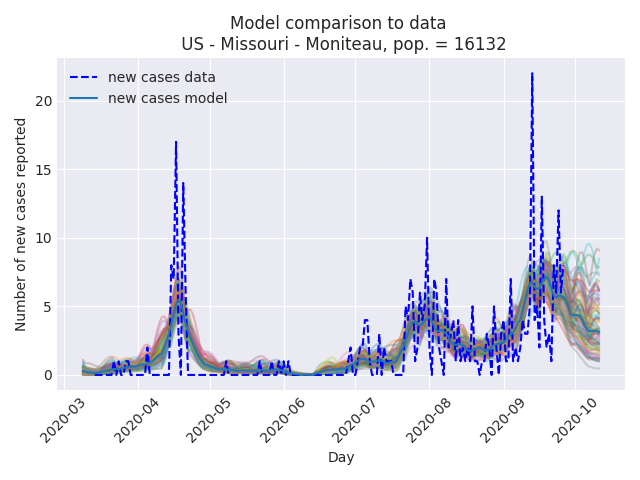 Model comparison to data
US - Missouri - Moniteau, pop. = 16132
new cases data
new cases model
Number of new cases reported
20
15
10
5
0
2020-03
2020-04
2020-05
2020-06
2020-07
2020-08
2020-09
2020-10
Day